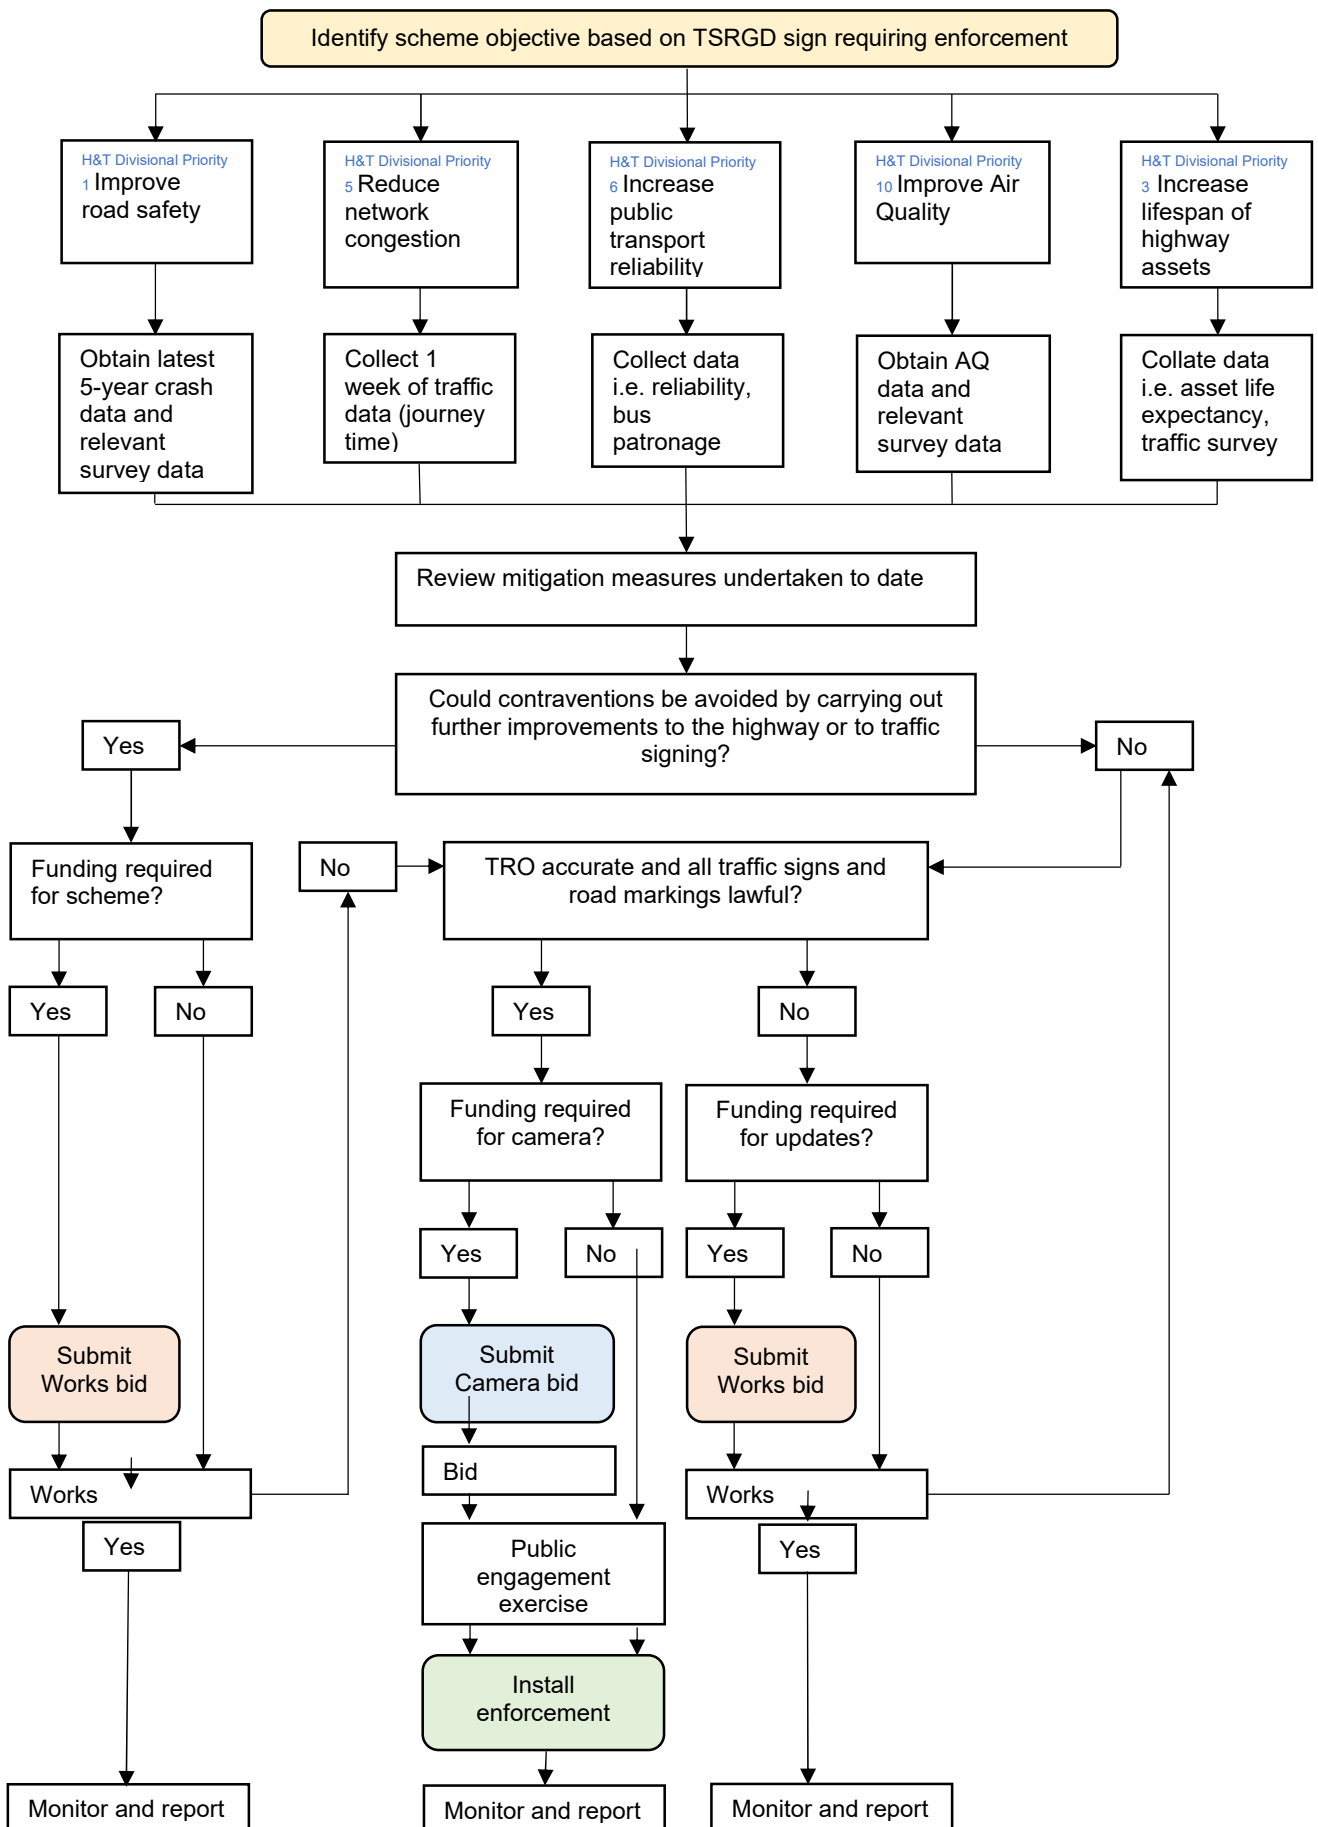 Identify scheme objective based on TSRGD sign requiring enforcement
H&T Divisional Priority
1 Improve
road safety
H&T Divisional Priority
5 Reduce
network
congestion
H&T Divisional Priority
6 Increase
public
transport
reliability
H&T Divisional Priority
10 Improve Air
Quality
H&T Divisional Priority
3 Increase
lifespan of
highway
assets
Obtain latest
5-year crash
data and
relevant
survey data
Collect 1
week of traffic
data (journey
time)
Collect data
i.e. reliability,
bus
patronage
Obtain AQ
data and
relevant
survey data
Collate data
i.e. asset life
expectancy,
traffic survey
Review mitigation measures undertaken to date
Could contraventions be avoided by carrying out
further improvements to the highway or to traffic
signing?
Yes
No
Funding required
for scheme?
No
TRO accurate and all traffic signs and
road markings lawful?
Yes
No
Yes
No
Funding required
for camera?
Funding required
for updates?
Yes
No
Yes
No
Submit
Works bid
Submit
Camera bid
Submit
Works bid
Bid
Works
Works
Yes
Public
engagement
exercise
Yes
Install
enforcement
Monitor and report
Monitor and report
Monitor and report